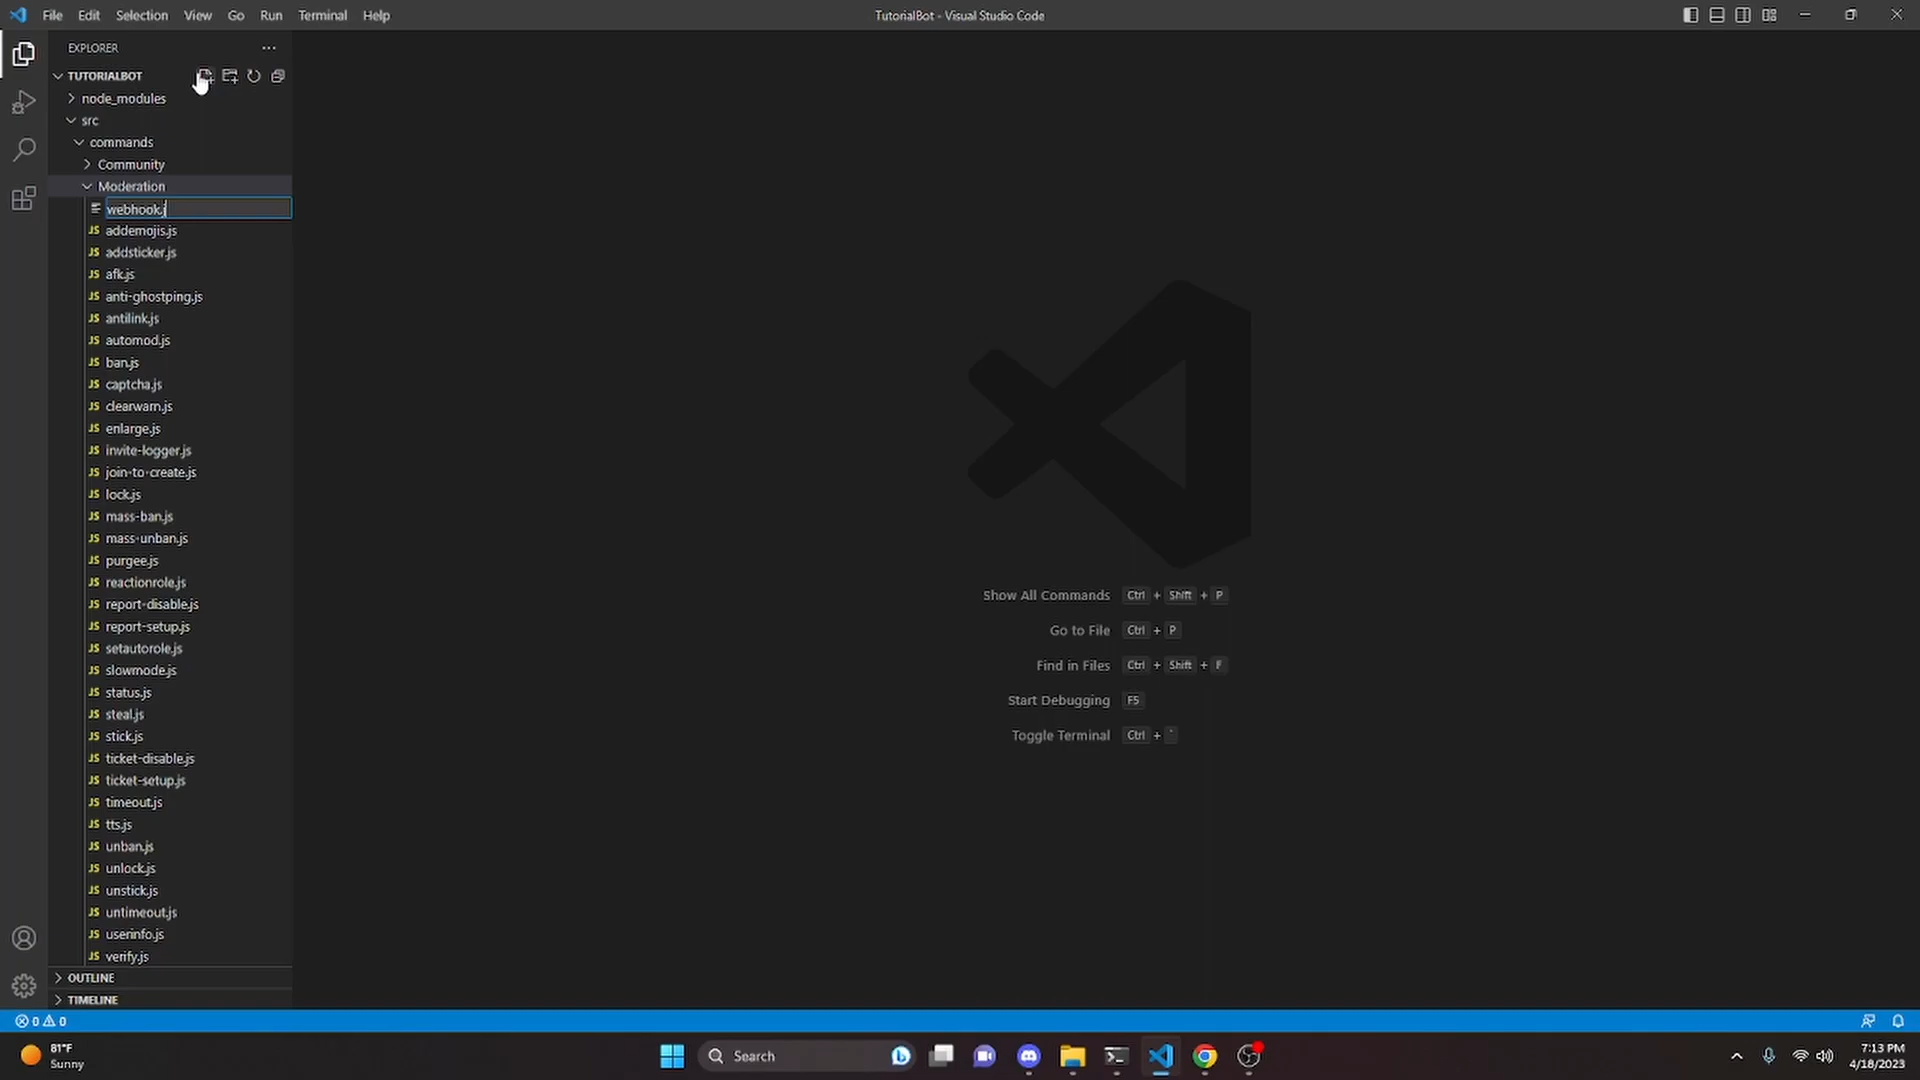 File Edit Selection View Go Run Terminal Help
TutorialBot - Visual Studio Code
EXPLORER
TUTORIALBOT
node_modules
src
commands
Community
Moderation
webhook.j
addemojis.js
addsticker.js
afk.js
anti-ghostping.js
antilink.js
automod.js
ban.js
captcha.js
clearwarn.js
enlarge.js
invite-logger.js
join-to-create.js
lock.js
mass-ban.js
mass-unban.js
purgee.js
reactionrole.js
report-disable.js
report-setup.js
setautorole.js
slowmode.js
status.js
steal.js
stick.js
ticket-disable.js
ticket-setup.js
timeout.js
tts.js
unban.js
unlock.js
unstick.js
untimeout.js
userinfo.js
verify.js
OUTLINE
TIMELINE
Show All Commands Ctrl + Shift + P
Go to File Ctrl + P
Find in Files Ctrl + Shift + F
Start Debugging F5
Toggle Terminal Ctrl + `
0 0
81°F
Sunny
Search
7:13 PM
4/18/2023